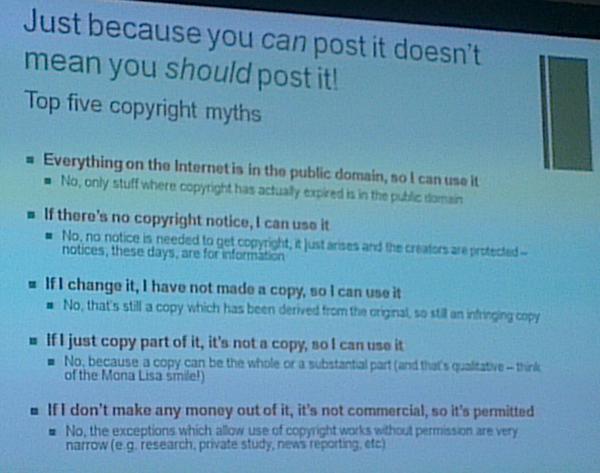 Just because you can post it doesn't
mean you should post it!
Top five copyright myths
Everything on the Internet is in the public domain, so I can use it
No, only stuff where copyright has actually expired is in the public domain
If there's no copyright notice, I can use it
No, no notice is needed to get copyright, it just arises and the creators are protected –
notices, these days, are for information
If I change it, I have not made a copy, so I can use it
No, that's still a copy which has been derived from the original, so still an infringing copy
If I just copy part of it, it's not a copy, so I can use it
No, because a copy can be the whole or a substantial part (and that's qualitative – think
of the Mona Lisa smile!)
If I don't make any money out of it, it's not commercial, so it's permitted
No, the exceptions which allow use of copyright works without permission are very
narrow (e.g. research, private study, news reporting, etc)